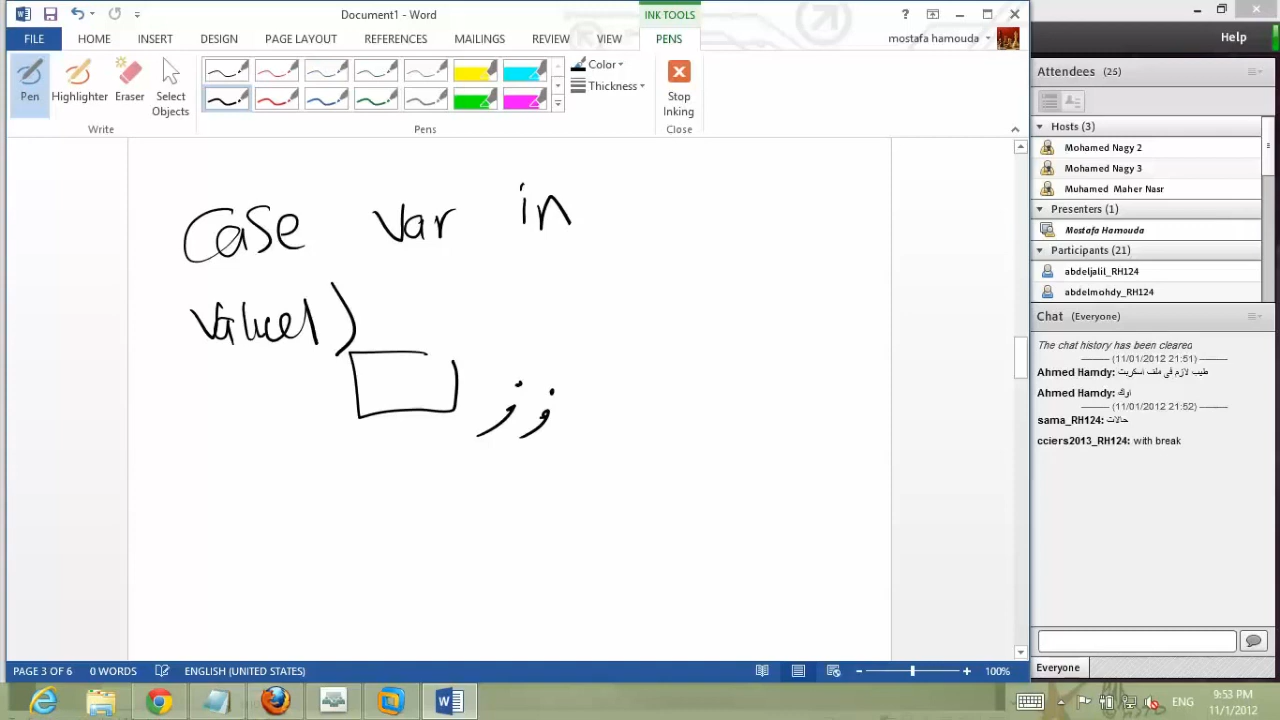 Document1 - Word
INK TOOLS
FILE
HOME
INSERT
DESIGN
PAGE LAYOUT
REFERENCES
MAILINGS
REVIEW
VIEW
PENS
mostafa hamouda
Pen
Highlighter
Eraser
Select
Objects
Color
Thickness
Stop
Inking
Write
Pens
Close
Case var in
value1)
;;
PAGE 3 OF 6
0 WORDS
ENGLISH (UNITED STATES)
100%
Help
Attendees (25)
Hosts (3)
Mohamed Nagy 2
Mohamed Nagy 3
Muhamed Maher Nasr
Presenters (1)
Mostafa Hamouda
Participants (21)
abdeljalil_RH124
abdelmohdy_RH124
Chat (Everyone)
The chat history has been cleared
(11/01/2012 21:51)
Ahmed Hamdy: طيب لازم فى ملف اسكربت
Ahmed Hamdy: اوك
(11/01/2012 21:52)
sama_RH124: حالات
cciers2013_RH124: with break
Everyone
ENG
9:53 PM
11/1/2012